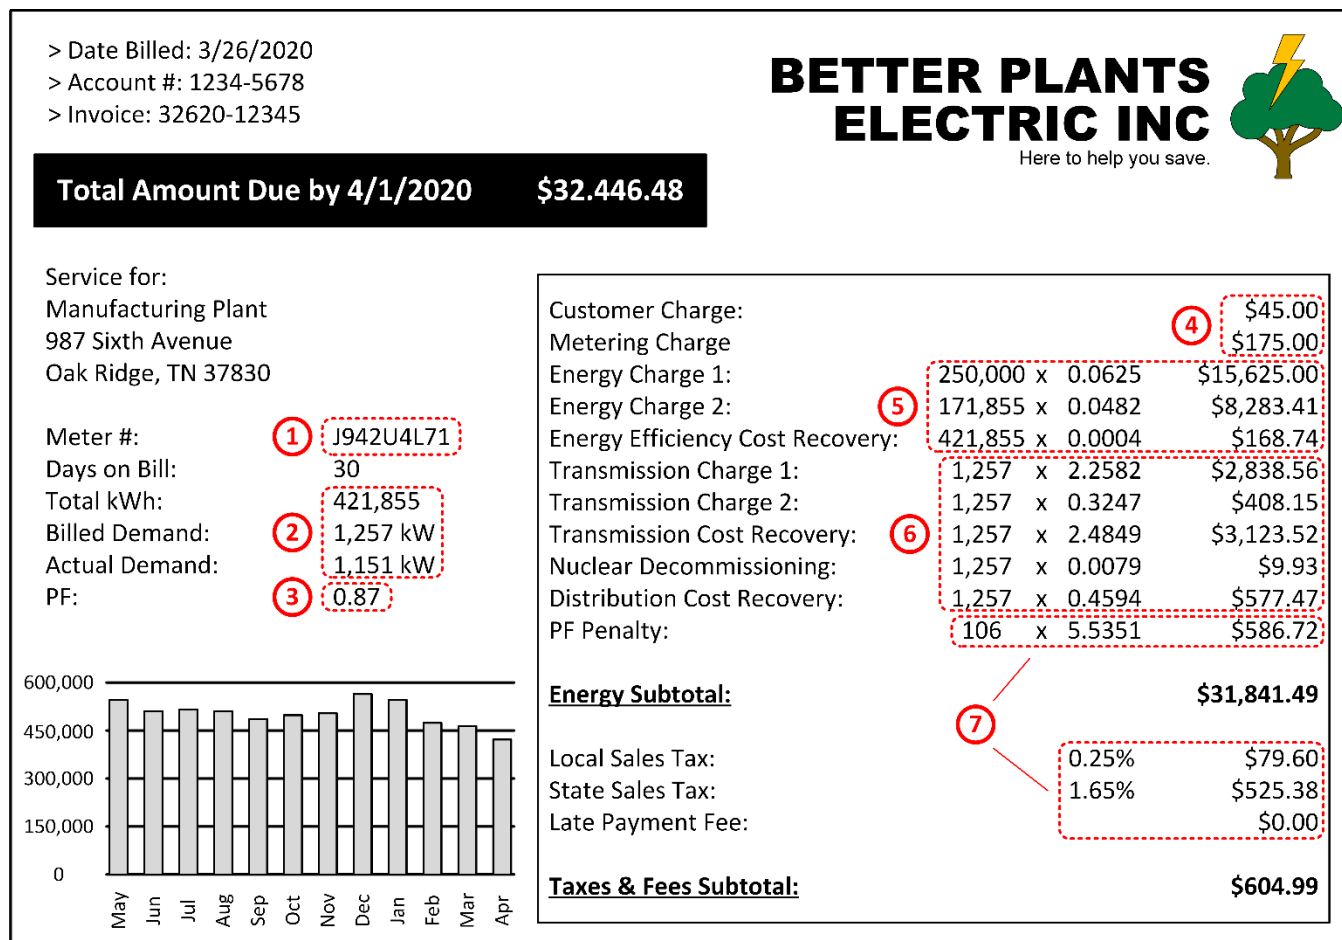 > Date Billed: 3/26/2020
> Account #: 1234-5678
> Invoice: 32620-12345
BETTER PLANTS
ELECTRIC INC
Here to help you save.
Total Amount Due by 4/1/2020 $32.446.48
Service for:
Manufacturing Plant
987 Sixth Avenue
Oak Ridge, TN 37830
Meter #: 1 J942U4L71
Days on Bill: 30
Total kWh: 421,855
Billed Demand: 2 1,257 kW
Actual Demand: 1,151 kW
PF: 3 0.87
600,000
450,000
300,000
150,000
0
May Jun Jul Aug Sep Oct Nov Dec Jan Feb Mar Apr
Customer Charge: $45.00
4
Metering Charge $175.00
Energy Charge 1: 250,000 x 0.0625 $15,625.00
Energy Charge 2: 5 171,855 x 0.0482 $8,283.41
Energy Efficiency Cost Recovery: 421,855 x 0.0004 $168.74
Transmission Charge 1: 1,257 x 2.2582 $2,838.56
Transmission Charge 2: 1,257 x 0.3247 $408.15
Transmission Cost Recovery: 6 1,257 x 2.4849 $3,123.52
Nuclear Decommissioning: 1,257 x 0.0079 $9.93
Distribution Cost Recovery: 1,257 x 0.4594 $577.47
PF Penalty: 106 x 5.5351 $586.72
Energy Subtotal: $31,841.49
7
Local Sales Tax: 0.25% $79.60
State Sales Tax: 1.65% $525.38
Late Payment Fee: $0.00
Taxes & Fees Subtotal: $604.99